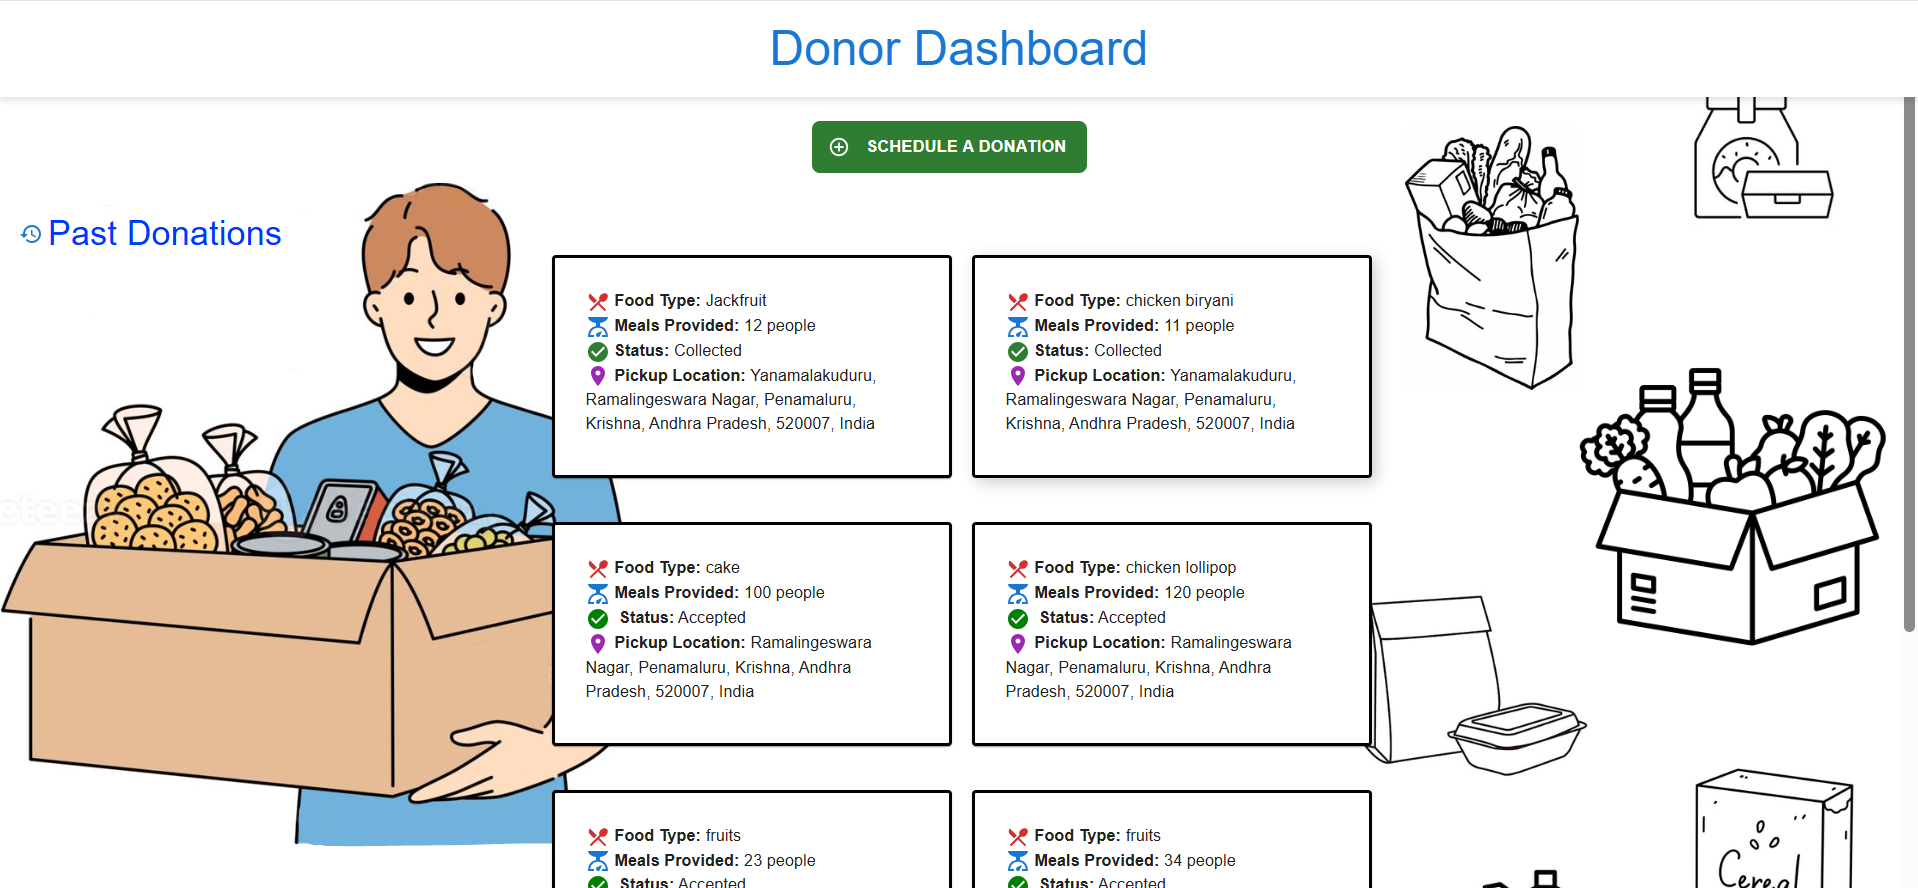 Donor Dashboard
SCHEDULE A DONATION
Past Donations
Food Type: Jackfruit
Meals Provided: 12 people
Status: Collected
Pickup Location: Yanamalakuduru,
Ramalingeswara Nagar, Penamaluru,
Krishna, Andhra Pradesh, 520007, India
Food Type: chicken biryani
Meals Provided: 11 people
Status: Collected
Pickup Location: Yanamalakuduru,
Ramalingeswara Nagar, Penamaluru,
Krishna, Andhra Pradesh, 520007, India
Food Type: cake
Meals Provided: 100 people
Status: Accepted
Pickup Location: Ramalingeswara
Nagar, Penamaluru, Krishna, Andhra
Pradesh, 520007, India
Food Type: chicken lollipop
Meals Provided: 120 people
Status: Accepted
Pickup Location: Ramalingeswara
Nagar, Penamaluru, Krishna, Andhra
Pradesh, 520007, India
Food Type: fruits
Meals Provided: 23 people
Status: Accepted
Food Type: fruits
Meals Provided: 34 people
Status: Accepted
Cereal